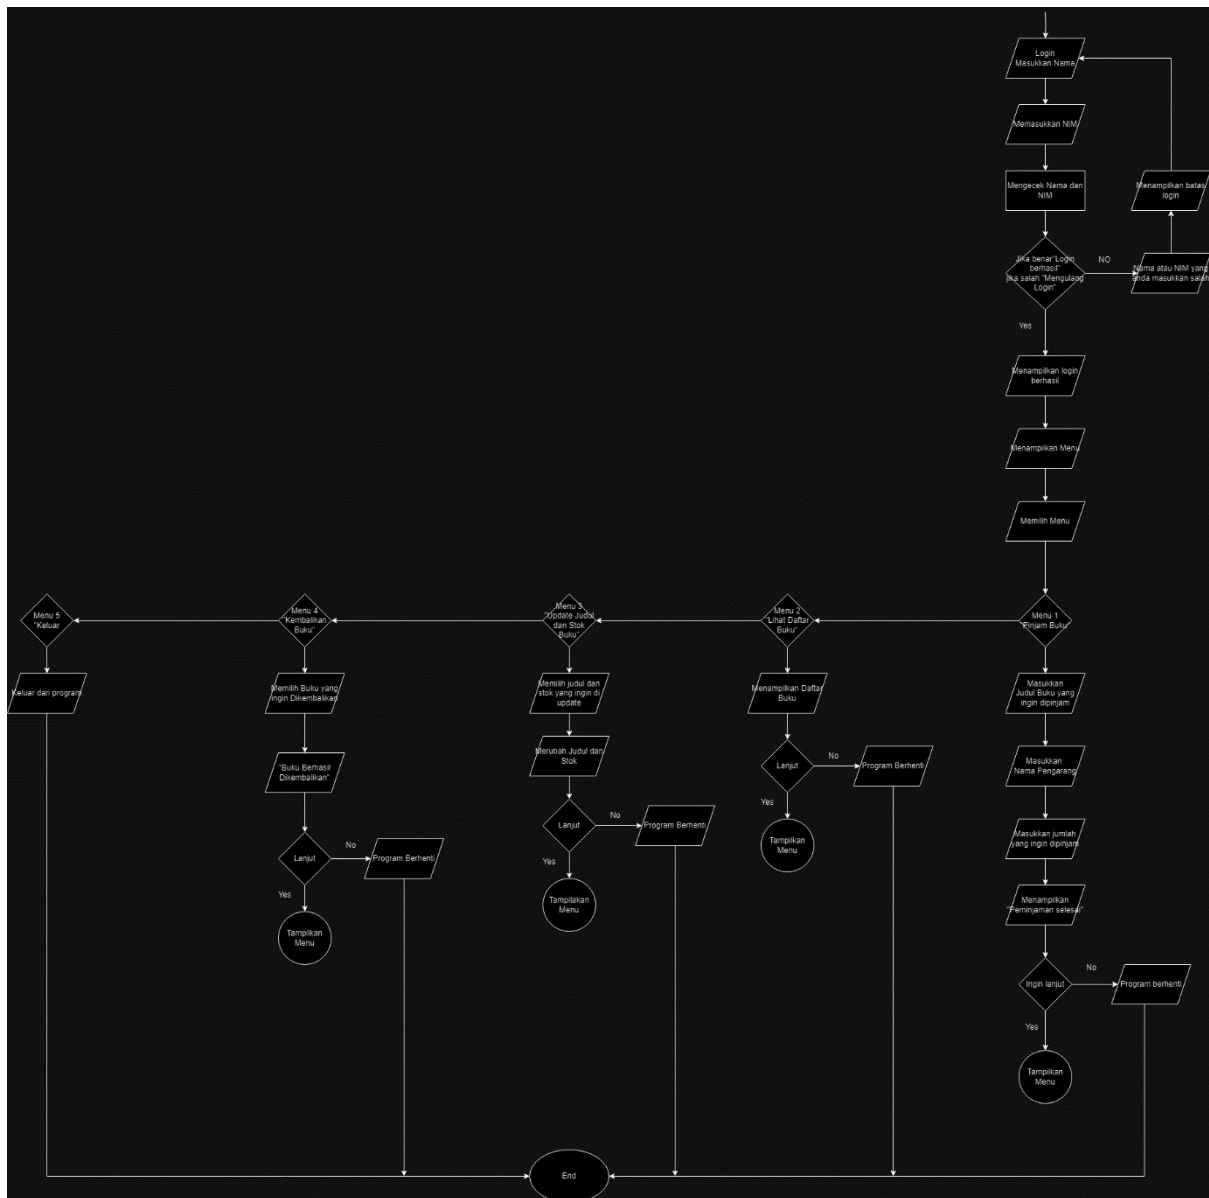 Login
Masukkan Nama
Memasukkan NIM
Mengecek Nama dan
NIM
Menampilkan batas
login
Jika benar"Login
berhasil"
jika salah "Mengulang
Login"
NO
Nama atau NIM yang
anda masukkan salah
Yes
Menampilkan login
berhasil
Menampilkan Menu
Memilih Menu
Menu 5
"Keluar
Menu 4
"Kembalikan
Buku"
Menu 3
"Update Judul
dan Stok
Buku"
Menu 2
"Lihat Daftar
Buku"
Menu 1
"Pinjam Buku"
Keluar dari program
Memilih Buku yang
ingin Dikembalikan
Memilih judul dan
stok yang ingin di
update
Menampilkan Daftar
Buku
Masukkan
Judul Buku yang
ingin dipinjam
"Buku Berhasil
Dikembalikan"
Merubah Judul dan
Stok
Lanjut
No
Program Berhenti
Masukkan
Nama Pengarang
Yes
Lanjut
No
Program Berhenti
Tampilkan
Menu
Masukkan jumlah
yang ingin dipinjam
Lanjut
No
Program Berhenti
Yes
Yes
Tampilakan
Menu
Menampilkan
"Peminjaman selesai"
Tampilkan
Menu
Ingin lanjut
No
Program berhenti
Yes
Tampilkan
Menu
End